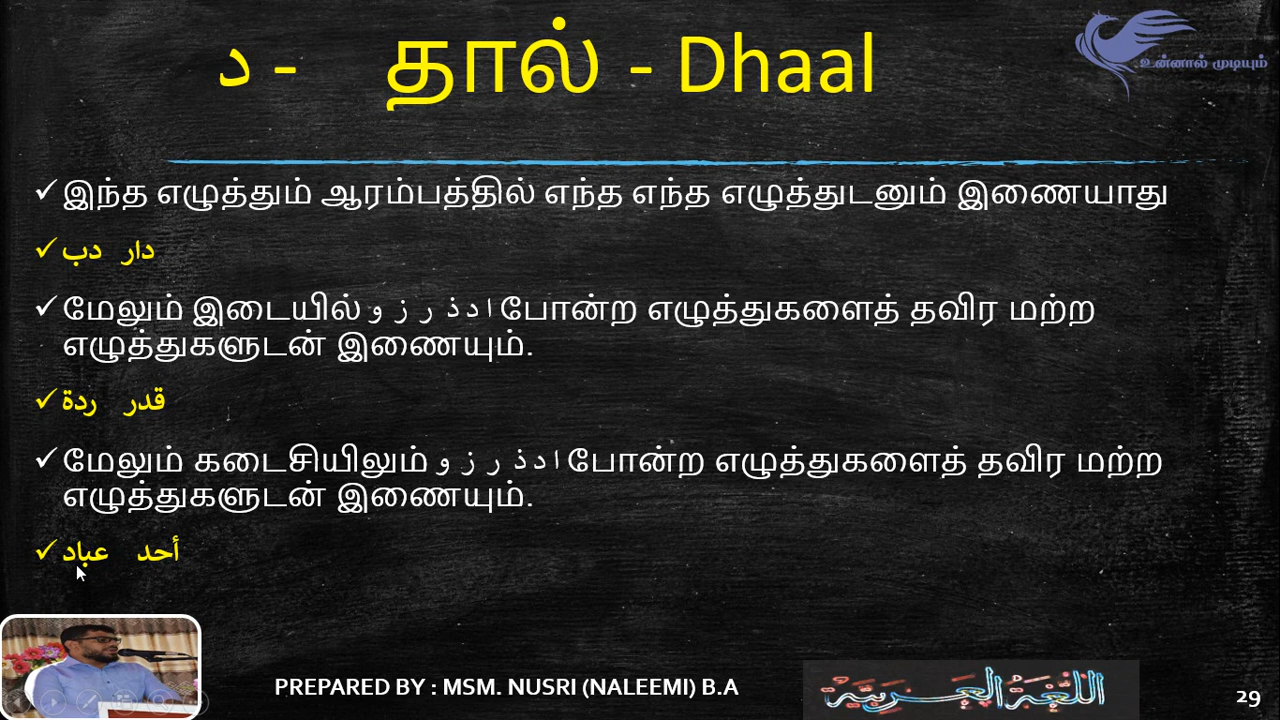 د - தால் - Dhaal
உன்னால் முடியும்
இந்த எழுத்தும் ஆரம்பத்தில் எந்த எந்த எழுத்துடனும் இணையாது
دار دب
மேலும் இடையில் ا د ذ ر ز و போன்ற எழுத்துகளைத் தவிர மற்ற
எழுத்துகளுடன் இணையும்.
قدر ردة
மேலும் கடைசியிலும் ا د ذ ر ز و போன்ற எழுத்துகளைத் தவிர மற்ற
எழுத்துகளுடன் இணையும்.
أحد عباد
PREPARED BY : MSM. NUSRI (NALEEMI) B.A
اللُّغَةُ العَرَبِيَّةُ
29